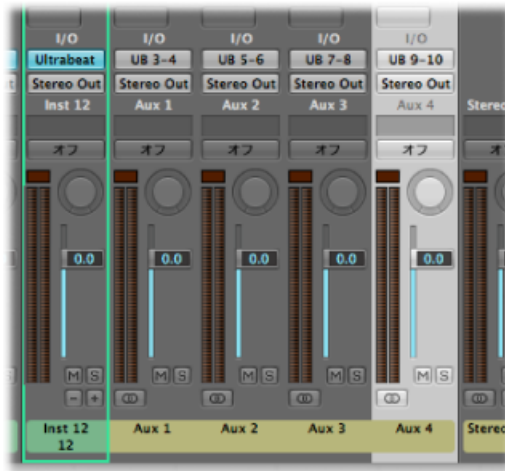 I/O I/O I/O I/O I/O
Ultrabeat UB 3-4 UB 5-6 UB 7-8 UB 9-10
Stereo Out Stereo Out Stereo Out Stereo Out Stereo Out
Inst 12 Aux 1 Aux 2 Aux 3 Aux 4 Stereo
オフ オフ オフ オフ オフ オ
0.0 0.0 0.0 0.0 0.0
S M S M S M S M S M S
- +
Inst 12 Aux 1 Aux 2 Aux 3 Aux 4 Stereo
12